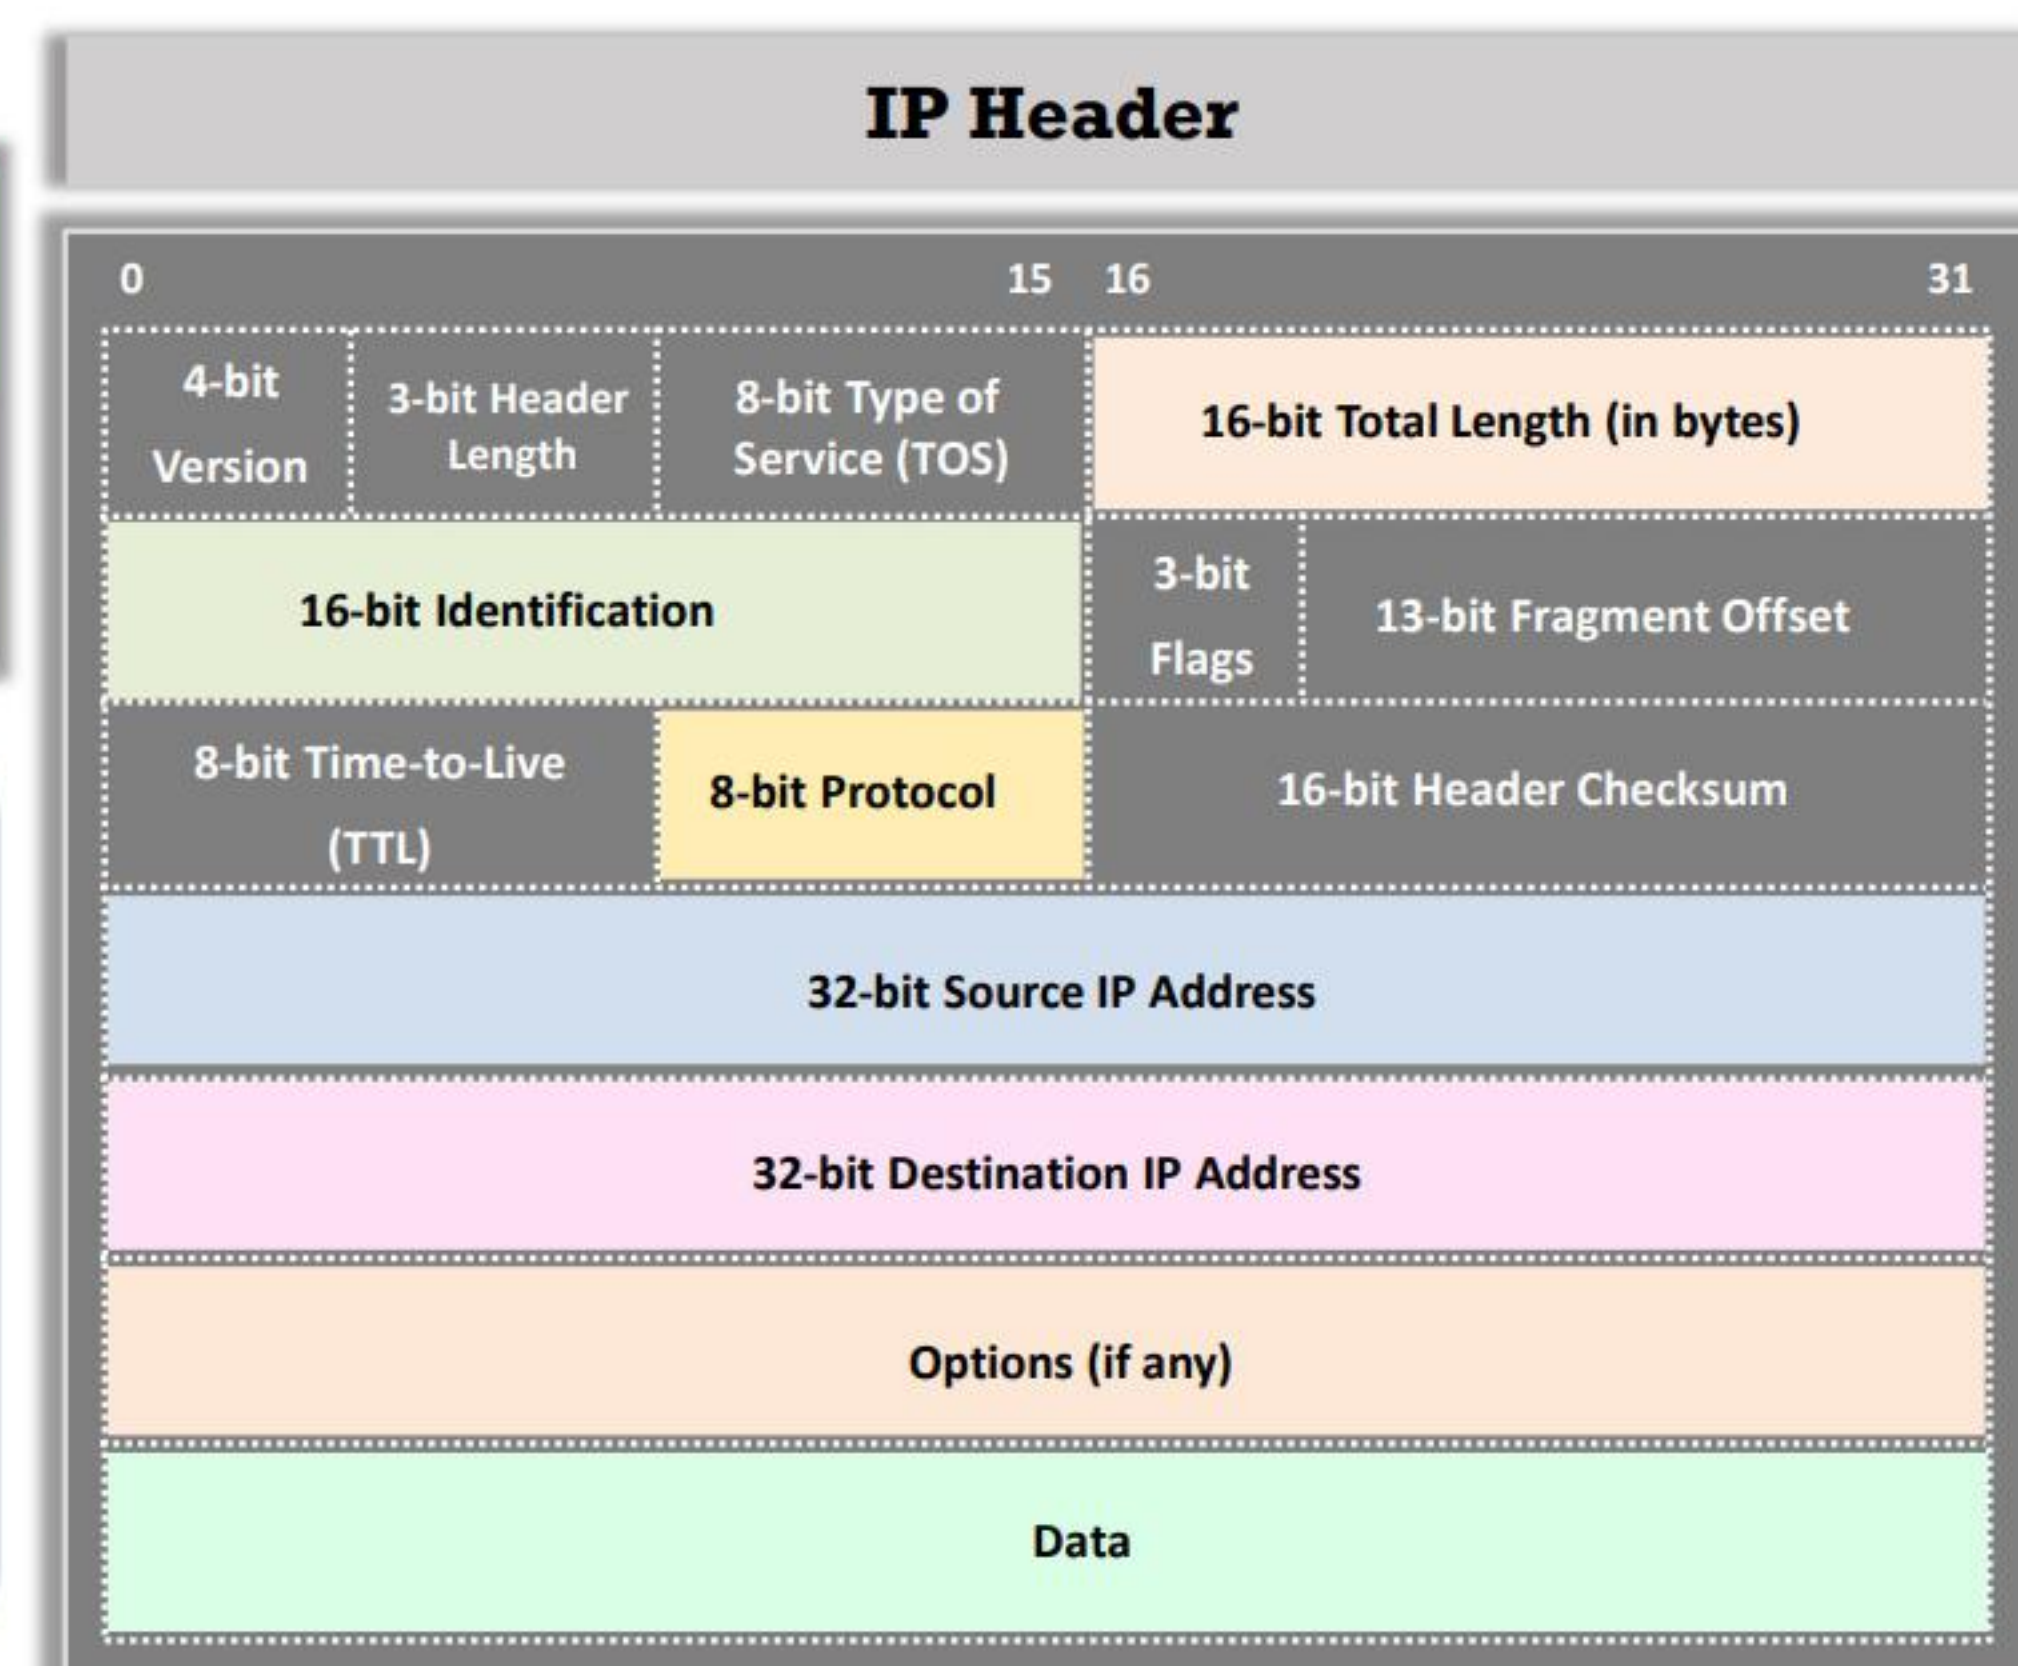 IP Header
0 15 16 31
4-bit
Version
3-bit Header
Length
8-bit Type of
Service (TOS)
16-bit Total Length (in bytes)
16-bit Identification
3-bit
Flags
13-bit Fragment Offset
8-bit Time-to-Live
(TTL)
8-bit Protocol
16-bit Header Checksum
32-bit Source IP Address
32-bit Destination IP Address
Options (if any)
Data